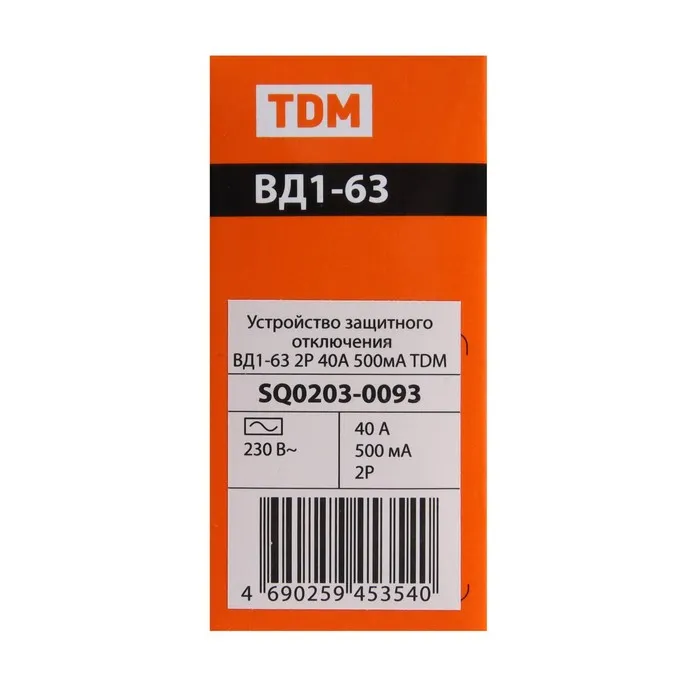 TDM
ВД1-63
Устройство защитного
отключения
ВД1-63 2Р 40А 500мА TDM
SQ0203-0093
230 В~
40 А
500 мА
2Р
4 690259 453540